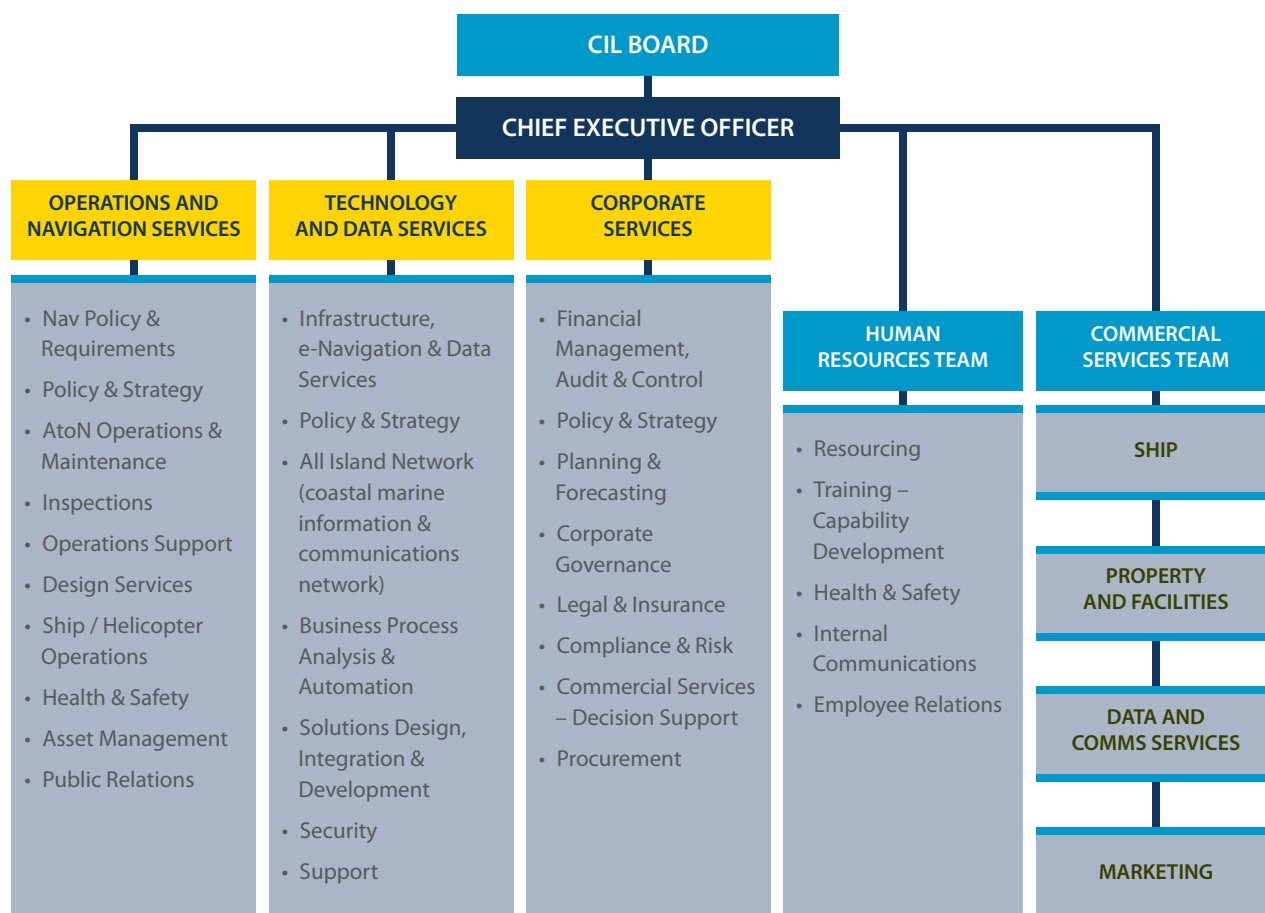 CIL BOARD
CHIEF EXECUTIVE OFFICER
OPERATIONS AND
NAVIGATION SERVICES
• Nav Policy &
Requirements
• Policy & Strategy
• AtoN Operations &
Maintenance
• Inspections
• Operations Support
• Design Services
• Ship / Helicopter
Operations
• Health & Safety
• Asset Management
• Public Relations
TECHNOLOGY
AND DATA SERVICES
• Infrastructure,
e-Navigation & Data
Services
• Policy & Strategy
• All Island Network
(coastal marine
information &
communications
network)
• Business Process
Analysis &
Automation
• Solutions Design,
Integration &
Development
• Security
• Support
CORPORATE
SERVICES
• Financial
Management,
Audit & Control
• Policy & Strategy
• Planning &
Forecasting
• Corporate
Governance
• Legal & Insurance
• Compliance & Risk
• Commercial Services
– Decision Support
• Procurement
HUMAN
RESOURCES TEAM
• Resourcing
• Training –
Capability
Development
• Health & Safety
• Internal
Communications
• Employee Relations
COMMERCIAL
SERVICES TEAM
SHIP
PROPERTY
AND FACILITIES
DATA AND
COMMS SERVICES
MARKETING